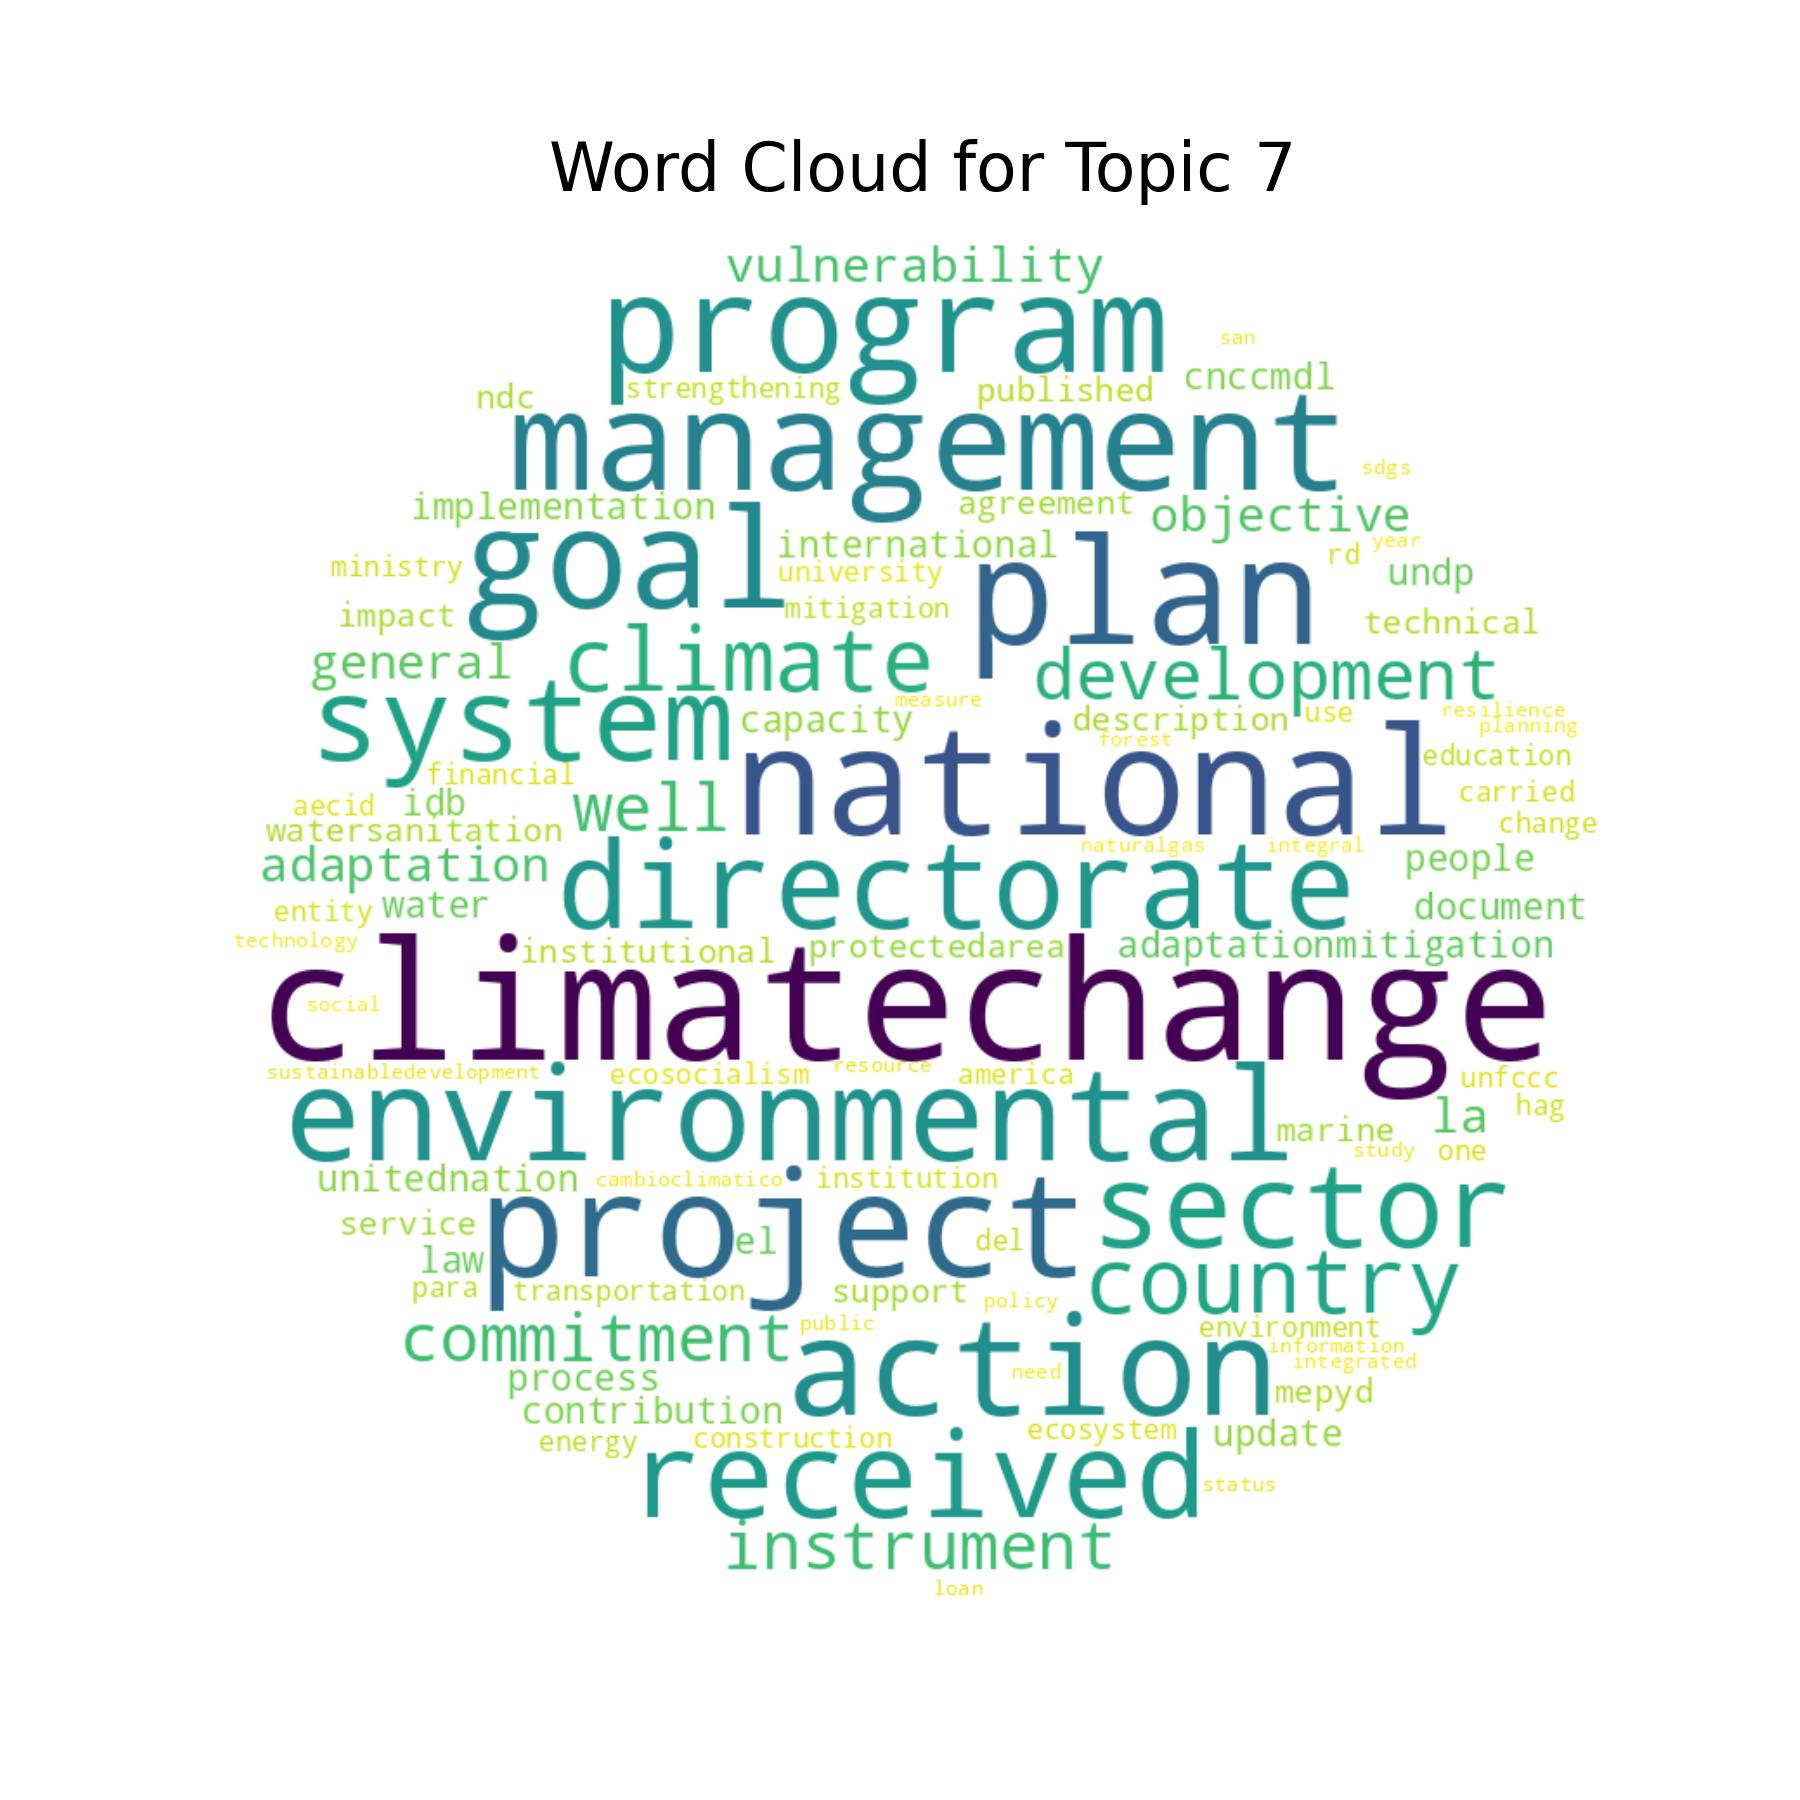 Word Cloud for Topic 7
vulnerability
program
san
ndc strengthening published cnccmdl
management
sdgs
implementation agreement objective
goal international plan rd year
ministry university undp
impact mitigation technical
general climate development
system capacity measure description use resilience
planning
national forest education
financial
aecid idb well carried
watersanitation change
adaptation directorate naturalgas integral people
entity water document
technology institutional protectedarea adaptationmitigation
climatechange
social
sustainabledevelopment ecosocialism resource america unfccc
environmental la hag
marine
study one
unitednation cambioclimatico institution sector
project
service el del
law country
para transportation support policy
commitment public action environment
information
integrated
process need mepyd
contribution
energy construction ecosystem update
received status
instrument
loan